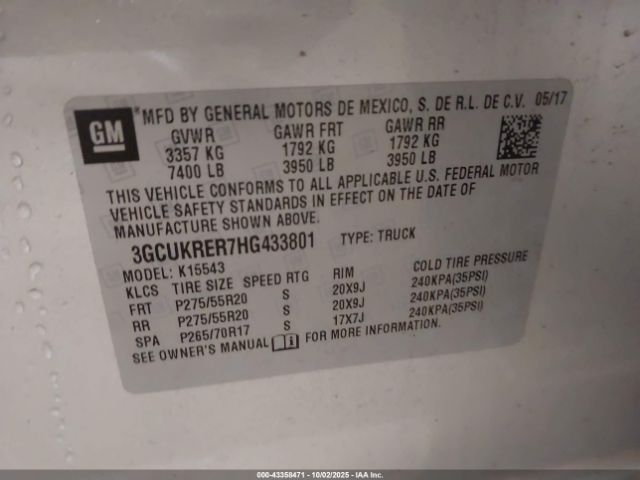 GM
*MFD BY GENERAL MOTORS DE MEXICO, S. DE R.L. DE C.V. 05/17
GVWR GAWR FRT GAWR RR
3357 KG 1792 KG 1792 KG
7400 LB 3950 LB 3950 LB
THIS VEHICLE CONFORMS TO ALL APPLICABLE U.S. FEDERAL MOTOR
VEHICLE SAFETY STANDARDS IN EFFECT ON THE DATE OF
MANUFACTURE SHOWN ABOVE.
3GCUKRER7HG433801 TYPE: TRUCK
MODEL: K15543
KLCS TIRE SIZE SPEED RTG RIM COLD TIRE PRESSURE
FRT P275/55R20 S 20X9J 240KPA(35PSI)
RR P275/55R20 S 20X9J 240KPA(35PSI)
SPA P265/70R17 S 17X7J 240KPA(35PSI)
SEE OWNER'S MANUAL i FOR MORE INFORMATION.
000-43358471 - 10/02/2025 - IAAI.com